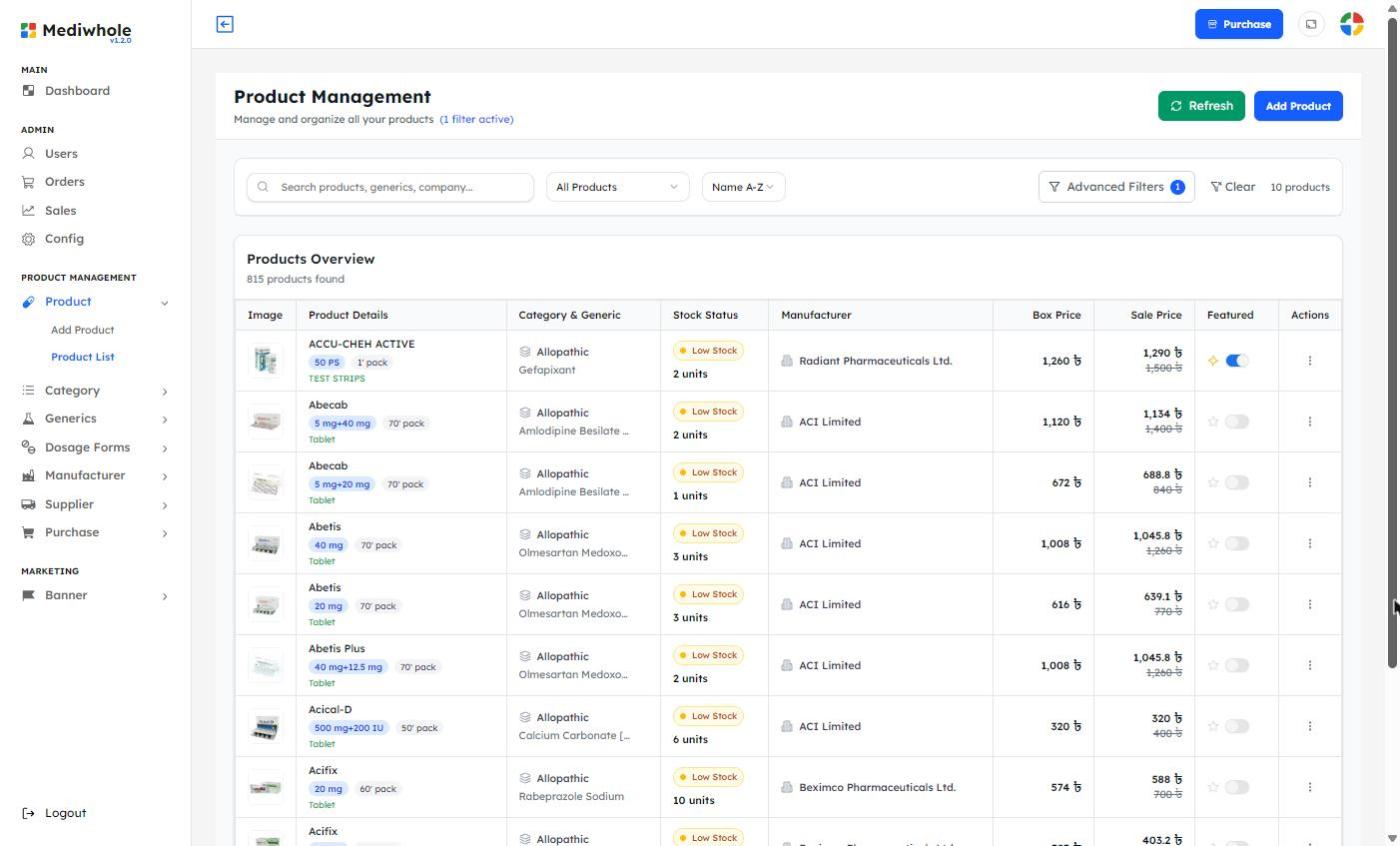 Mediwhole
v1.2.0
Purchase
MAIN
Dashboard
ADMIN
Users
Orders
Sales
Config
PRODUCT MANAGEMENT
Product
Add Product
Product List
Category
Generics
Dosage Forms
Manufacturer
Supplier
Purchase
MARKETING
Banner
Logout
Product Management
Manage and organize all your products (1 filter active)
Refresh
Add Product
Search products, generics, company...
All Products
Name A-Z
Advanced Filters 1
Clear
10 products
Products Overview
815 products found
Image Product Details Category & Generic Stock Status Manufacturer Box Price Sale Price Featured Actions
ACCU-CHEH ACTIVE
50 PS 1' pack
TEST STRIPS
Allopathic
Gefapixant
Low Stock
2 units
Radiant Pharmaceuticals Ltd.
1,260 ৳
1,290 ৳
1,500 ৳
Abecab
5 mg+40 mg 70' pack
Tablet
Allopathic
Amlodipine Besilate ...
Low Stock
2 units
ACI Limited
1,120 ৳
1,134 ৳
1,400 ৳
Abecab
5 mg+20 mg 70' pack
Tablet
Allopathic
Amlodipine Besilate ...
Low Stock
1 units
ACI Limited
672 ৳
688.8 ৳
840 ৳
Abetis
40 mg 70' pack
Tablet
Allopathic
Olmesartan Medoxo...
Low Stock
3 units
ACI Limited
1,008 ৳
1,045.8 ৳
1,260 ৳
Abetis
20 mg 70' pack
Tablet
Allopathic
Olmesartan Medoxo...
Low Stock
3 units
ACI Limited
616 ৳
639.1 ৳
770 ৳
Abetis Plus
40 mg+12.5 mg 70' pack
Tablet
Allopathic
Olmesartan Medoxo...
Low Stock
2 units
ACI Limited
1,008 ৳
1,045.8 ৳
1,260 ৳
Acical-D
500 mg+200 IU 50' pack
Tablet
Allopathic
Calcium Carbonate [...
Low Stock
6 units
ACI Limited
320 ৳
320 ৳
400 ৳
Acifix
20 mg 60' pack
Tablet
Allopathic
Rabeprazole Sodium
Low Stock
10 units
Beximco Pharmaceuticals Ltd.
574 ৳
588 ৳
700 ৳
Acifix
Allopathic
Low Stock
403.2 ৳